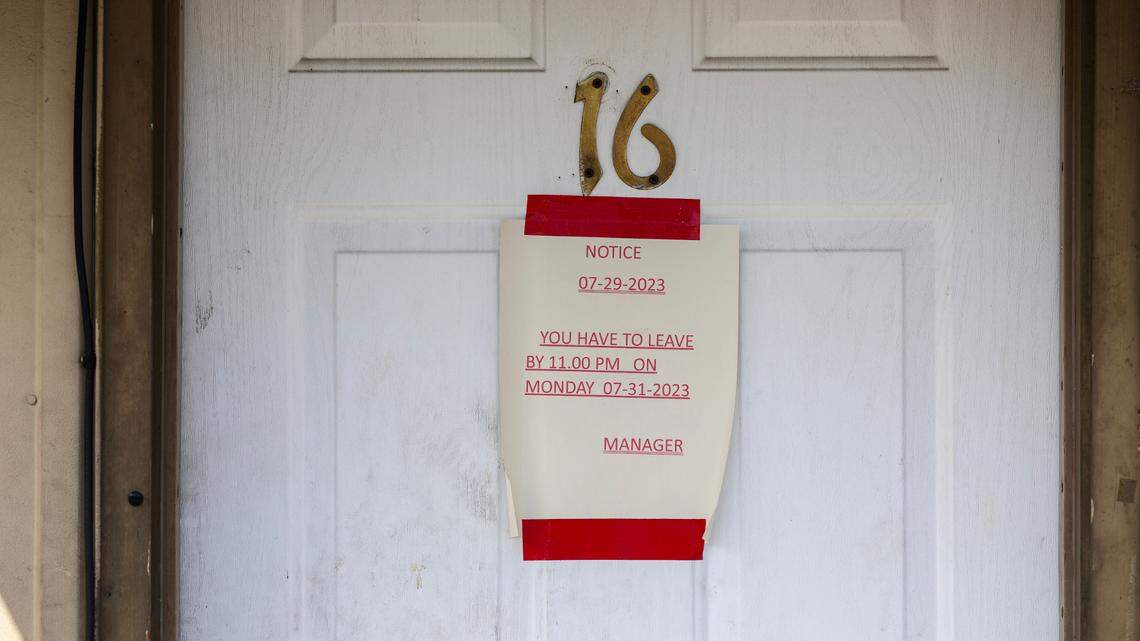 16
NOTICE
07-29-2023
YOU HAVE TO LEAVE
BY 11.00 PM ON
MONDAY 07-31-2023
MANAGER